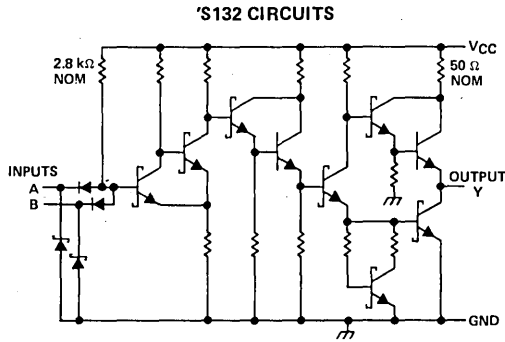 'S132 CIRCUITS
VCC
2.8 kΩ
NOM
50 Ω
NOM
INPUTS
A
B
OUTPUT
Y
GND